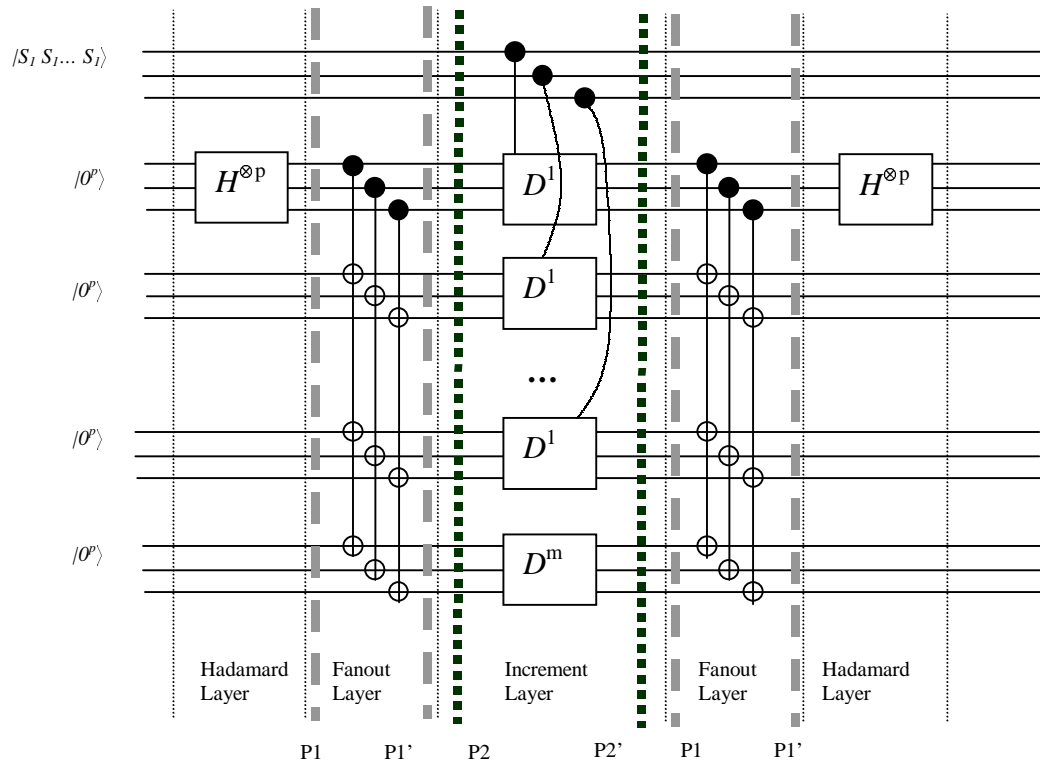 |S₁ S₁... S₁⟩
|0ᵖ⟩
H⊗p
D¹
H⊗p
|0ᵖ⟩
D¹
...
|0ᵖ⟩
D¹
|0ᵖ⟩
Dᵐ
Hadamard Layer
Fanout Layer
Increment Layer
Fanout Layer
Hadamard Layer
P1 P1’ P2 P2’ P1 P1’